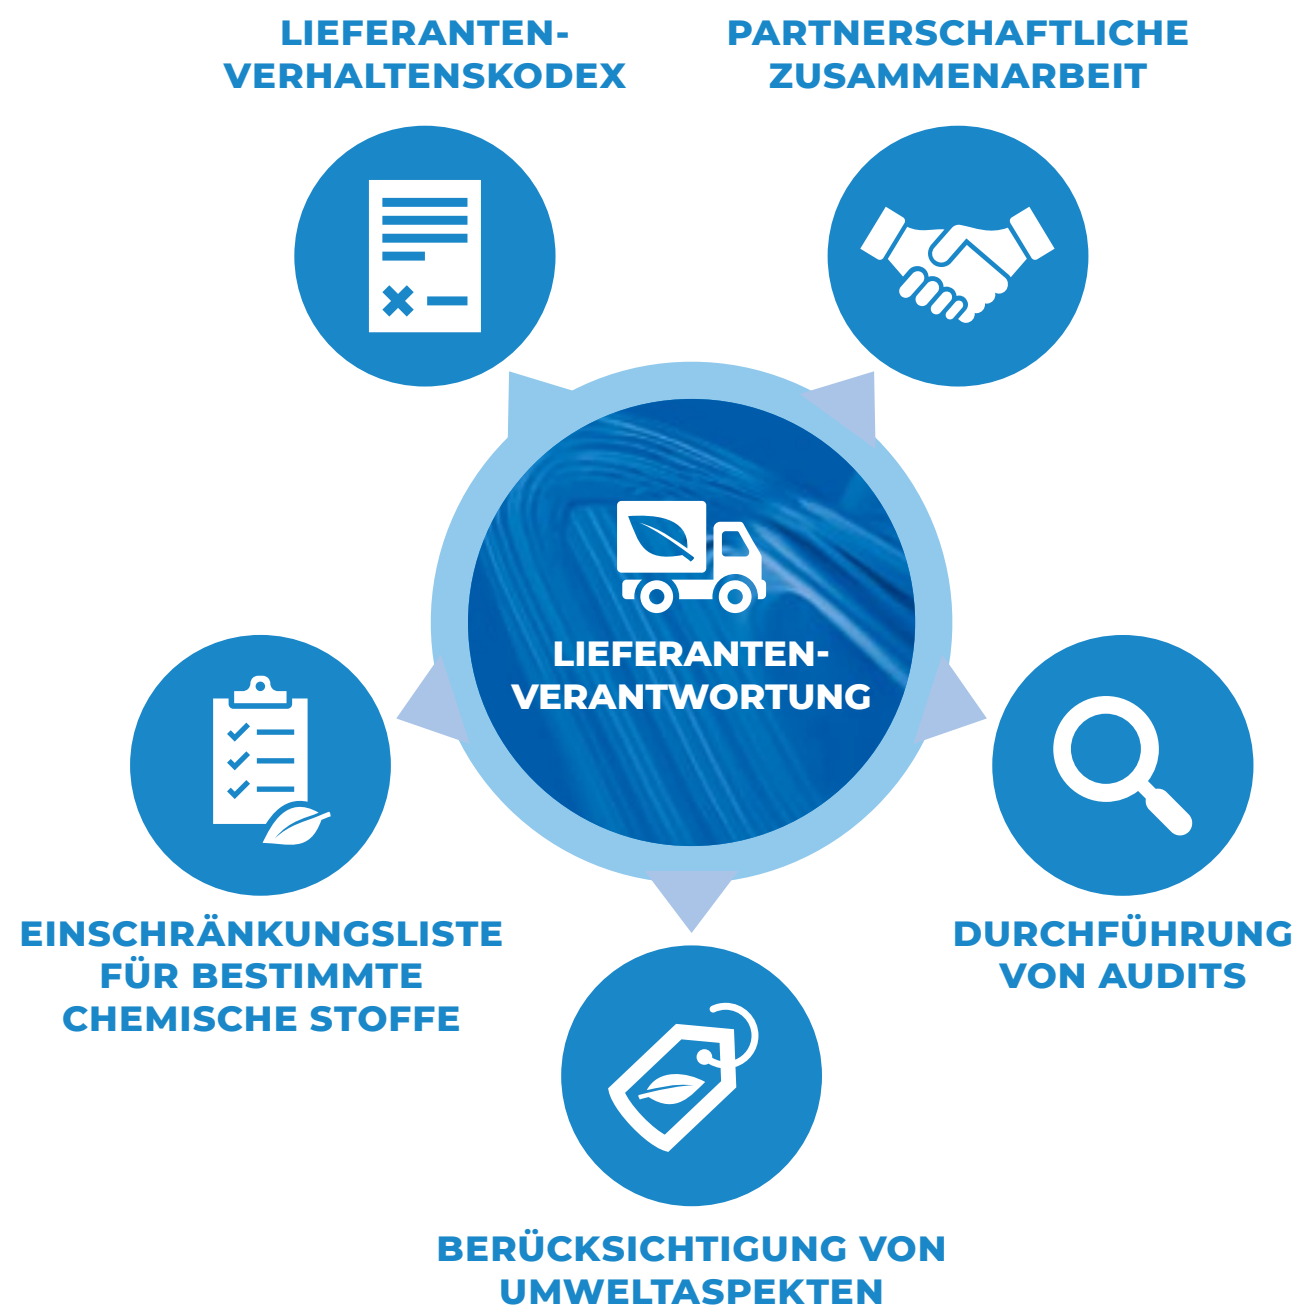 LIEFERANTEN-
VERHALTENSKODEX
PARTNERSCHAFTLICHE
ZUSAMMENARBEIT
LIEFERANTEN-
VERANTWORTUNG
EINSCHRÄNKUNGSLISTE
FÜR BESTIMMTE
CHEMISCHE STOFFE
DURCHFÜHRUNG
VON AUDITS
BERÜCKSICHTIGUNG VON
UMWELTASPEKTEN